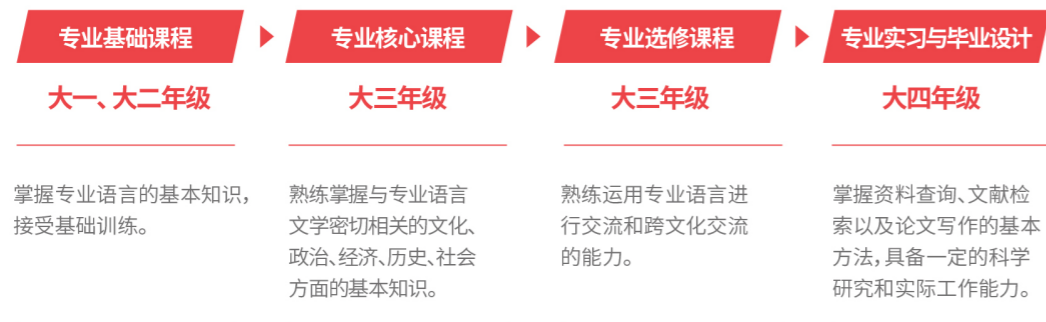 专业基础课程
专业核心课程
专业选修课程
专业实习与毕业设计
大一、大二年级
大三年级
大三年级
大四年级
掌握专业语言的基本知识，
接受基础训练。
熟练掌握与专业语言
文学密切相关的文化、
政治、经济、历史、社会
方面的基本知识。
熟练运用专业语言进
行交流和跨文化交流
的能力。
掌握资料查询、文献检
索以及论文写作的基本
方法，具备一定的科学
研究和实际工作能力。